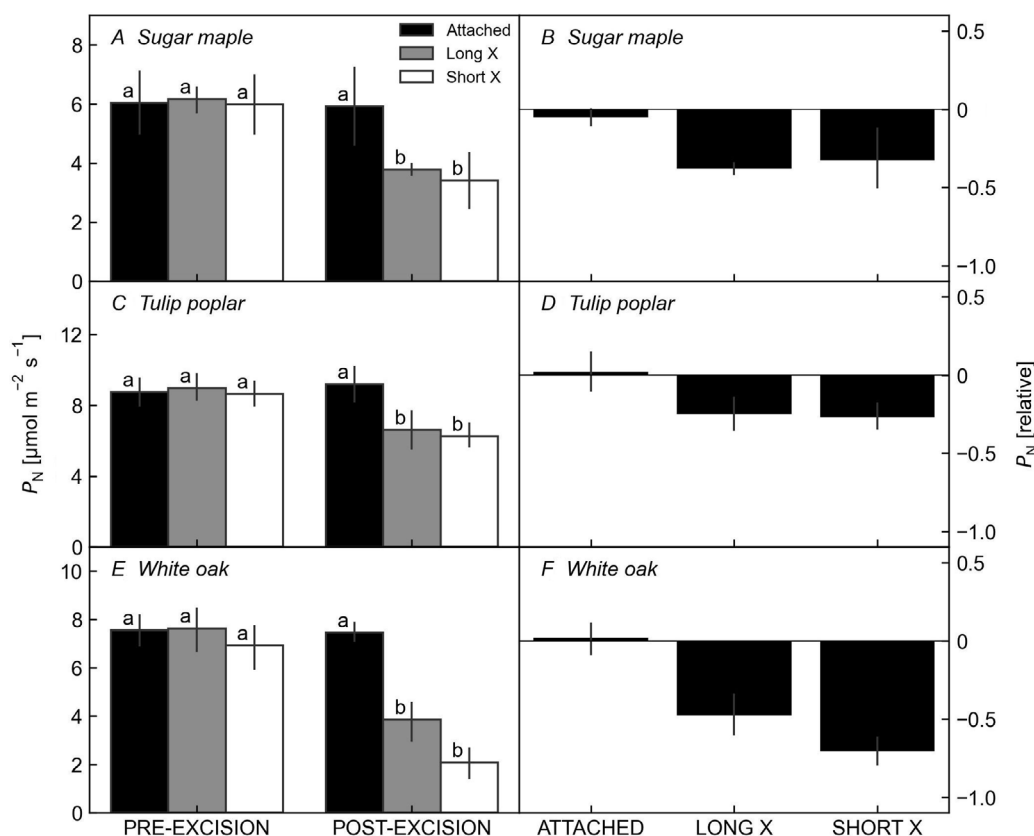 A Sugar maple
Attached
Long X
Short X
B Sugar maple
8
6
4
2
0
a
a
a
a
b
b
0.5
0
−0.5
−1.0
C Tulip poplar
D Tulip poplar
12
8
4
0
a
a
a
a
b
b
0.5
0
−0.5
−1.0
P_N [µmol m⁻² s⁻¹]
P_N [relative]
E White oak
F White oak
10
8
6
4
2
0
a
a
a
a
b
b
0.5
0
−0.5
−1.0
PRE-EXCISION POST-EXCISION ATTACHED LONG X SHORT X